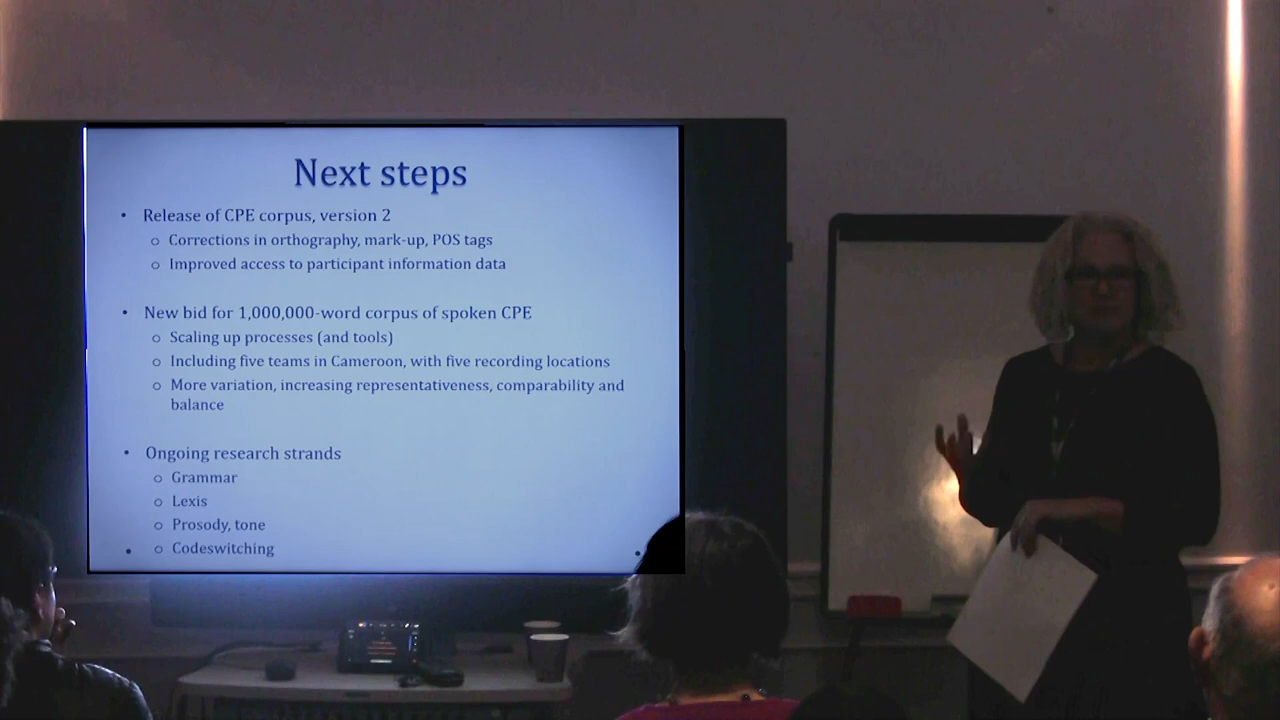 Next steps
• Release of CPE corpus, version 2
o Corrections in orthography, mark-up, POS tags
o Improved access to participant information data
• New bid for 1,000,000-word corpus of spoken CPE
o Scaling up processes (and tools)
o Including five teams in Cameroon, with five recording locations
o More variation, increasing representativeness, comparability and
balance
• Ongoing research strands
o Grammar
o Lexis
o Prosody, tone
o Codeswitching